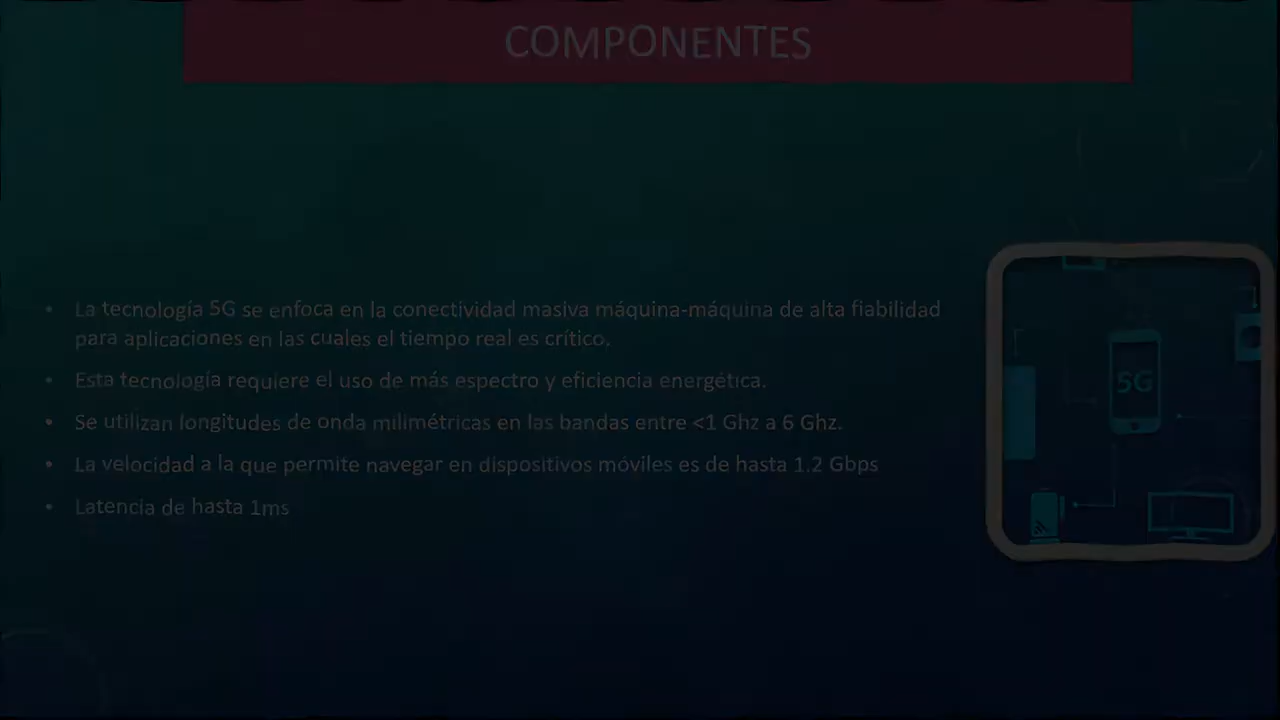 COMPONENTES
• La tecnología 5G se enfoca en la conectividad masiva máquina-máquina de alta fiabilidad
para aplicaciones en las cuales el tiempo real es crítico.
• Esta tecnología requiere el uso de más espectro y eficiencia energética.
• Se utilizan longitudes de onda milimétricas en las bandas entre <1 Ghz a 6 Ghz.
• La velocidad a la que permite navegar en dispositivos móviles es de hasta 1.2 Gbps
• Latencia de hasta 1ms
5G